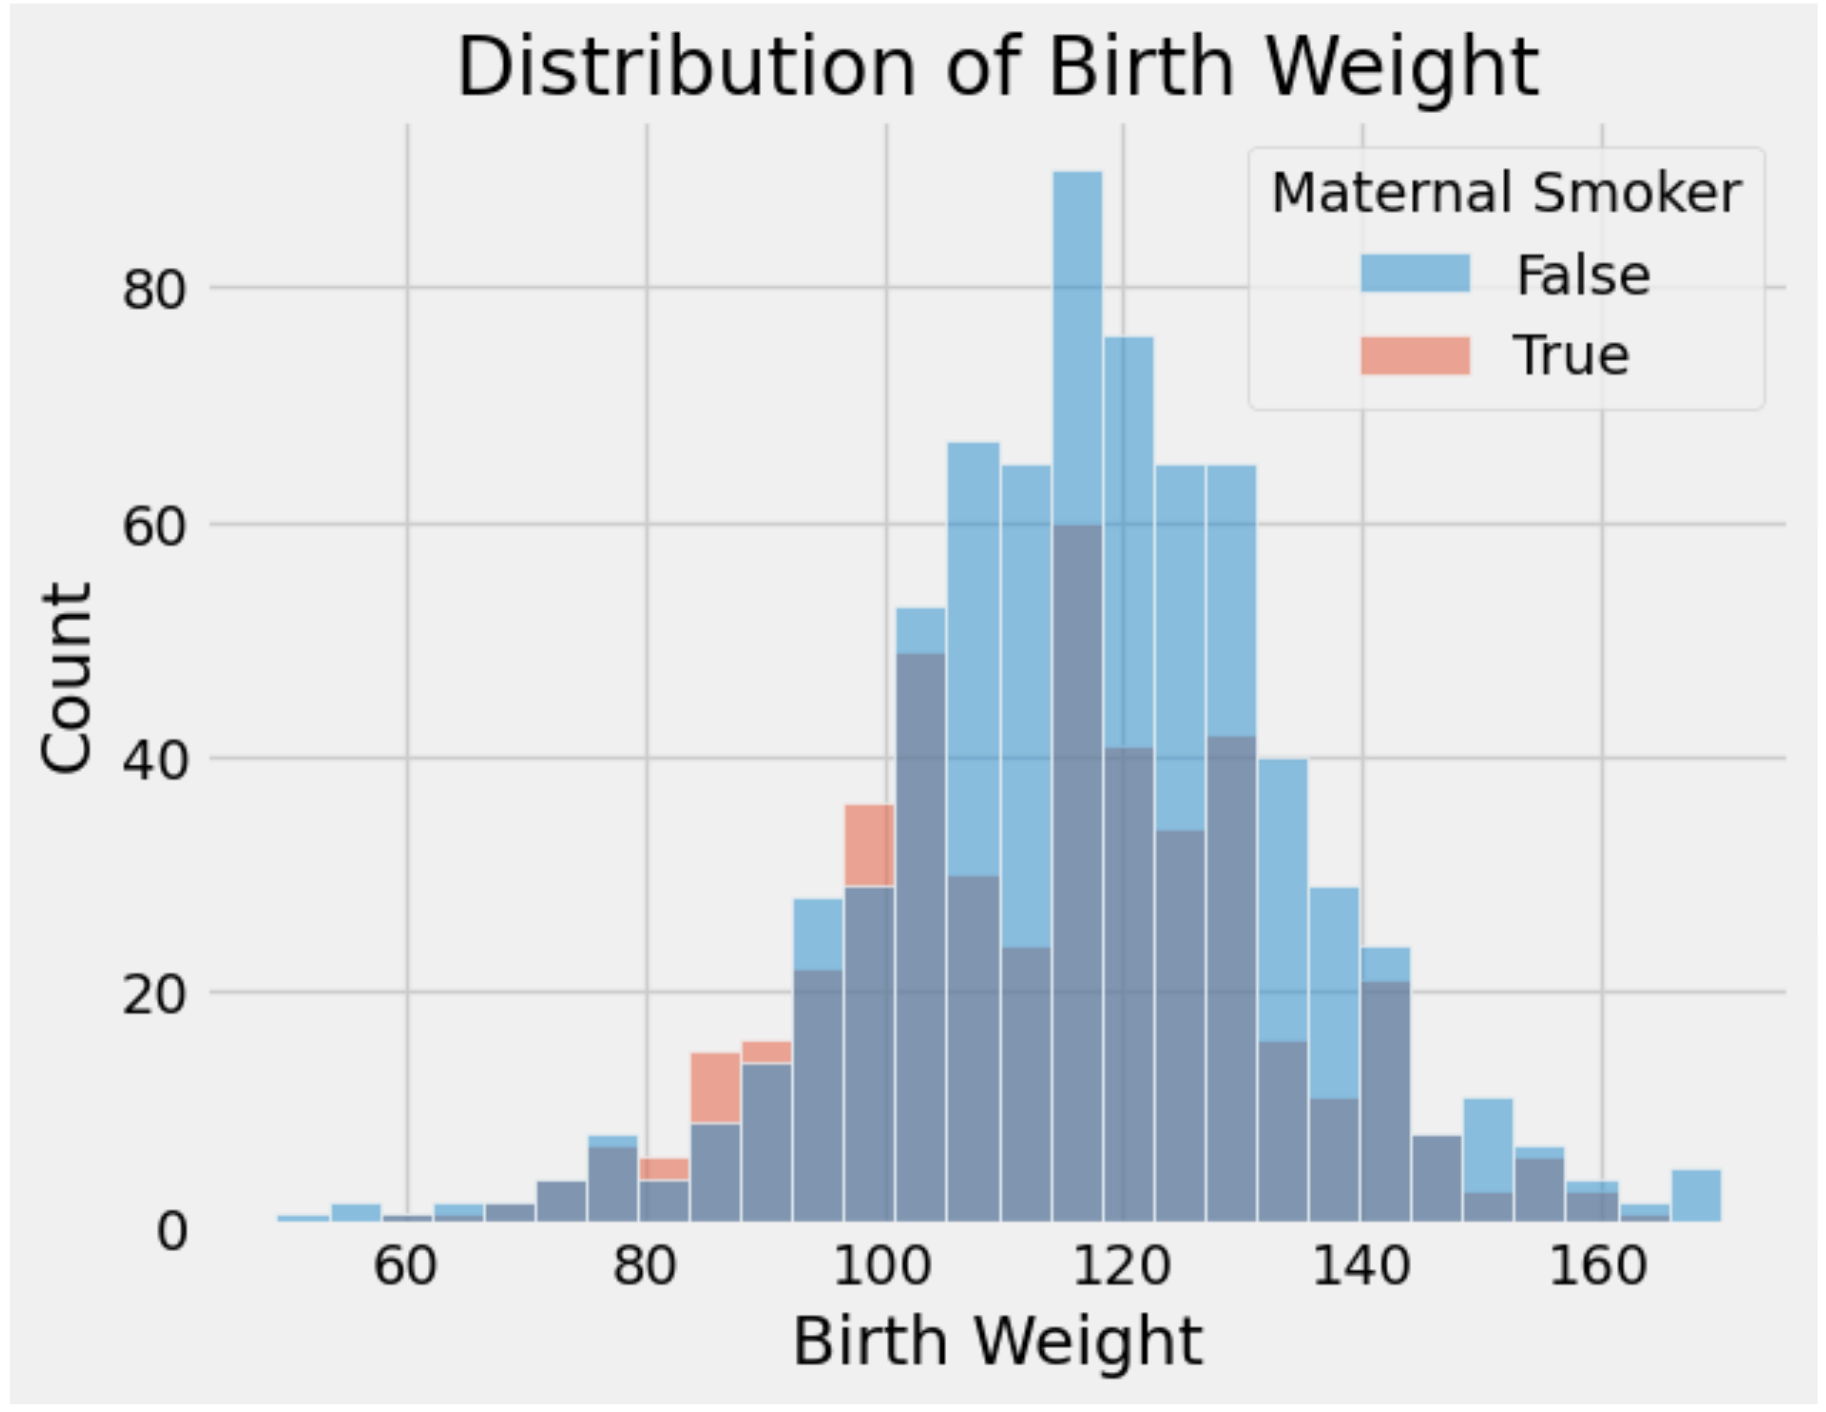 Distribution of Birth Weight
Maternal Smoker
False
True
80
60
40
20
0
Count
60 80 100 120 140 160
Birth Weight